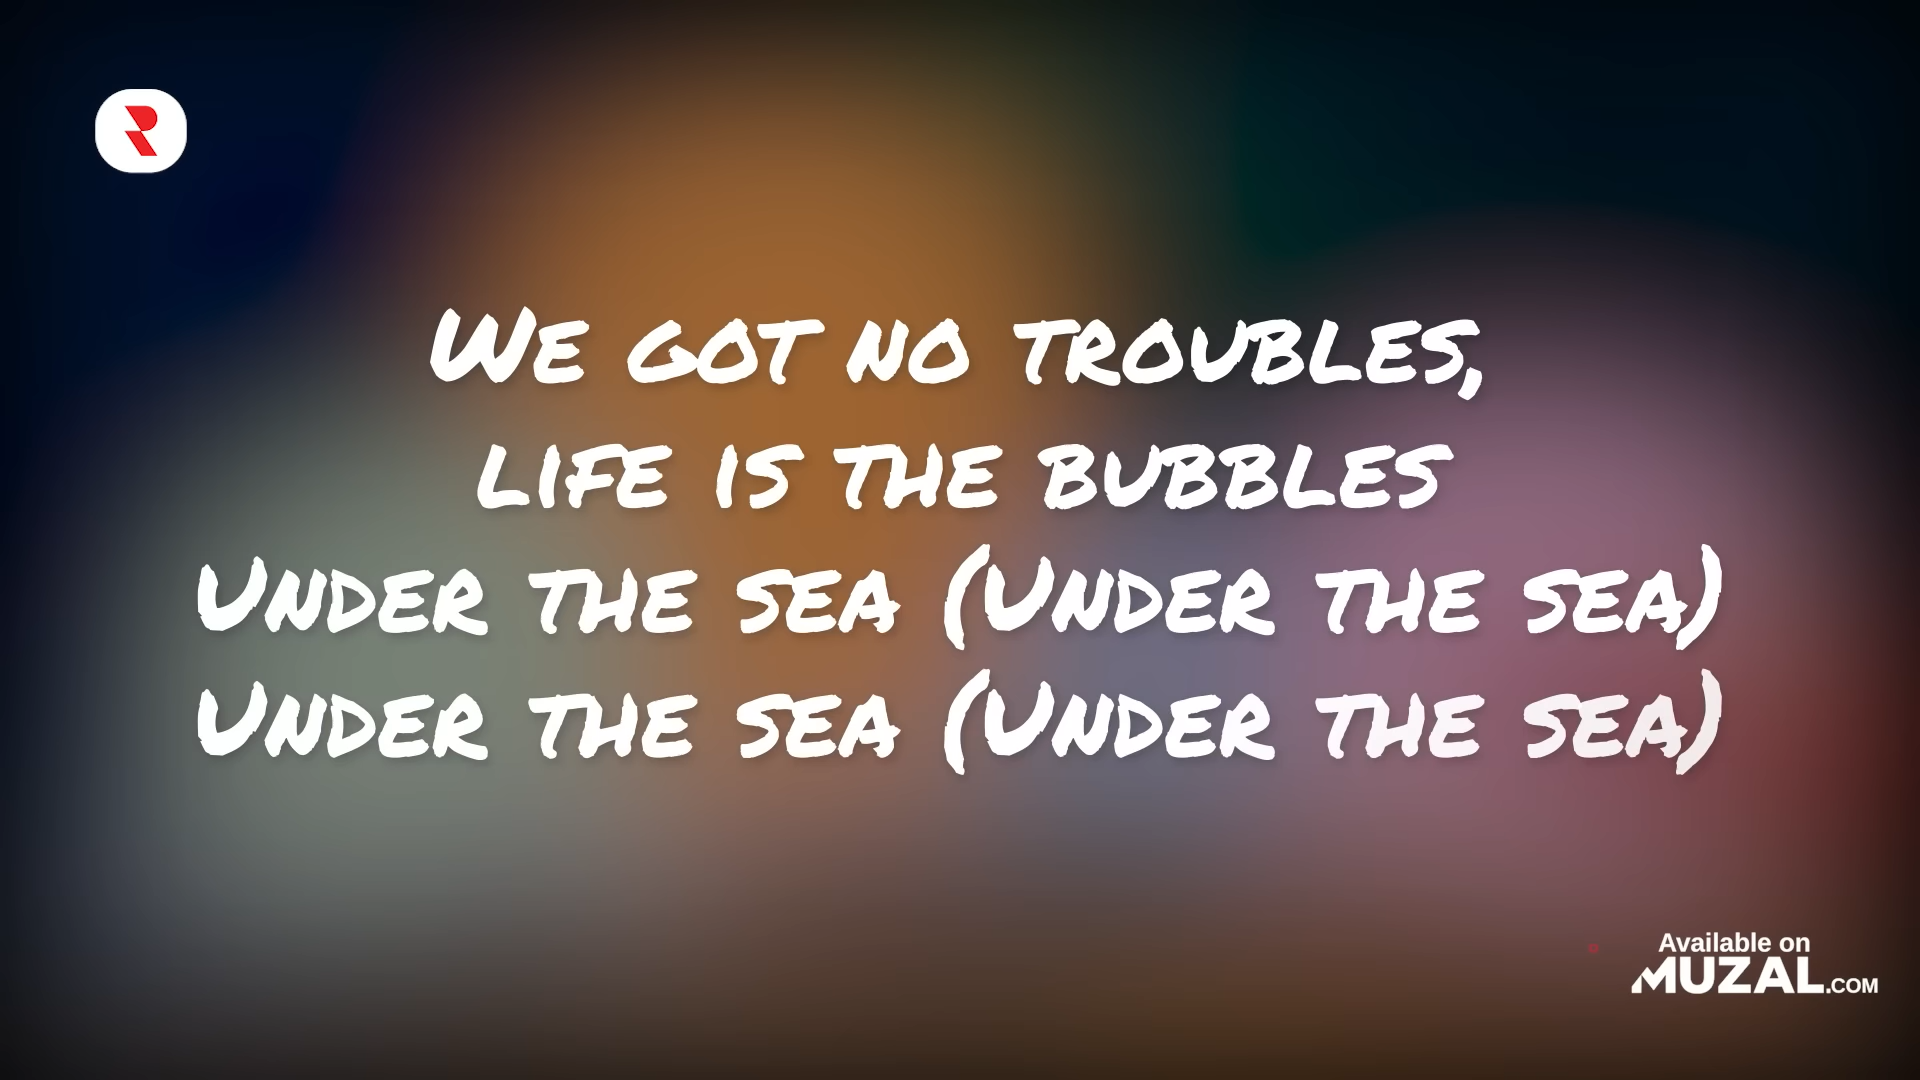 We got no troubles,
life is the bubbles
Under the sea (Under the sea)
Under the sea (Under the sea)
Available on
MUZAL.COM